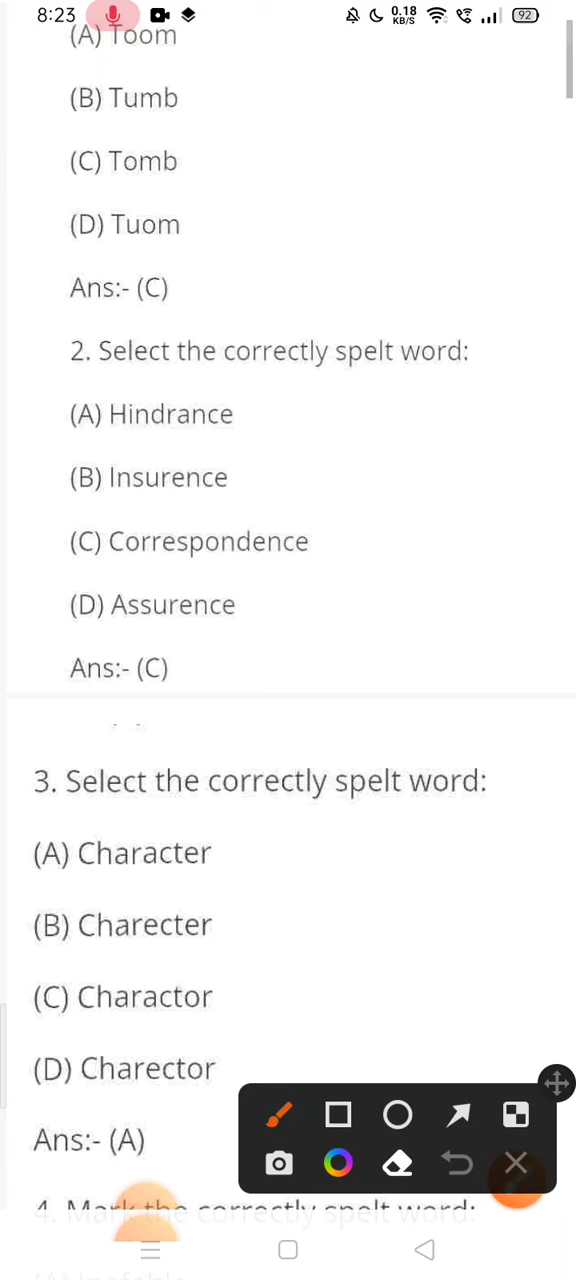 8:23
0.18
KB/S
92
(A) Toom
(B) Tumb
(C) Tomb
(D) Tuom
Ans:- (C)
2. Select the correctly spelt word:
(A) Hindrance
(B) Insurence
(C) Correspondence
(D) Assurence
Ans:- (C)
3. Select the correctly spelt word:
(A) Character
(B) Charecter
(C) Charactor
(D) Charector
Ans:- (A)
4. Mark the correctly spelt word: